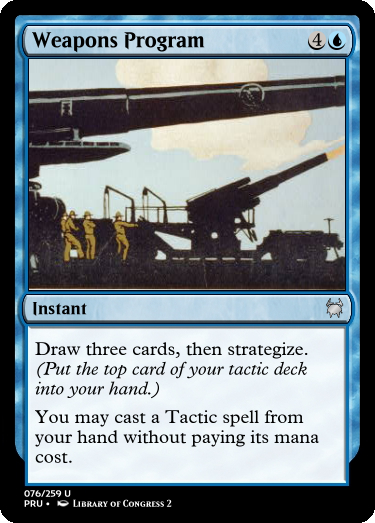 Weapons Program 4
Instant
Draw three cards, then strategize.
(Put the top card of your tactic deck
into your hand.)
You may cast a Tactic spell from
your hand without paying its mana
cost.
076/259 U
PRU • Library of Congress 2